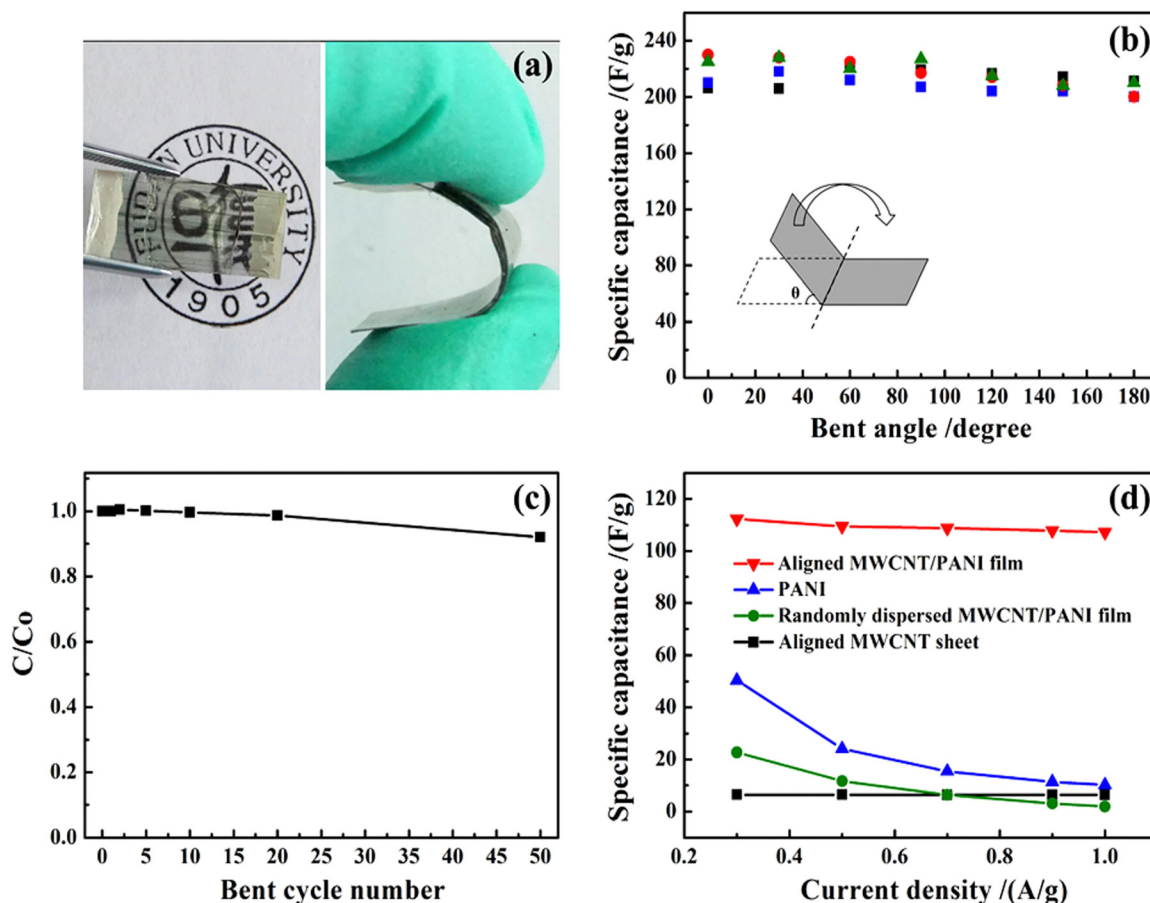 (a)
UNIVERSITY
1905
(b)
Specific capacitance /(F/g)
240
200
160
120
80
40
0
θ
0 20 40 60 80 100 120 140 160 180
Bent angle /degree
(c)
C/Co
1.0
0.8
0.6
0.4
0.2
0.0
0 5 10 15 20 25 30 35 40 45 50
Bent cycle number
(d)
Specific capacitance /(F/g)
120
100
80
60
40
20
0
Aligned MWCNT/PANI film
PANI
Randomly dispersed MWCNT/PANI film
Aligned MWCNT sheet
0.2 0.4 0.6 0.8 1.0
Current density /(A/g)